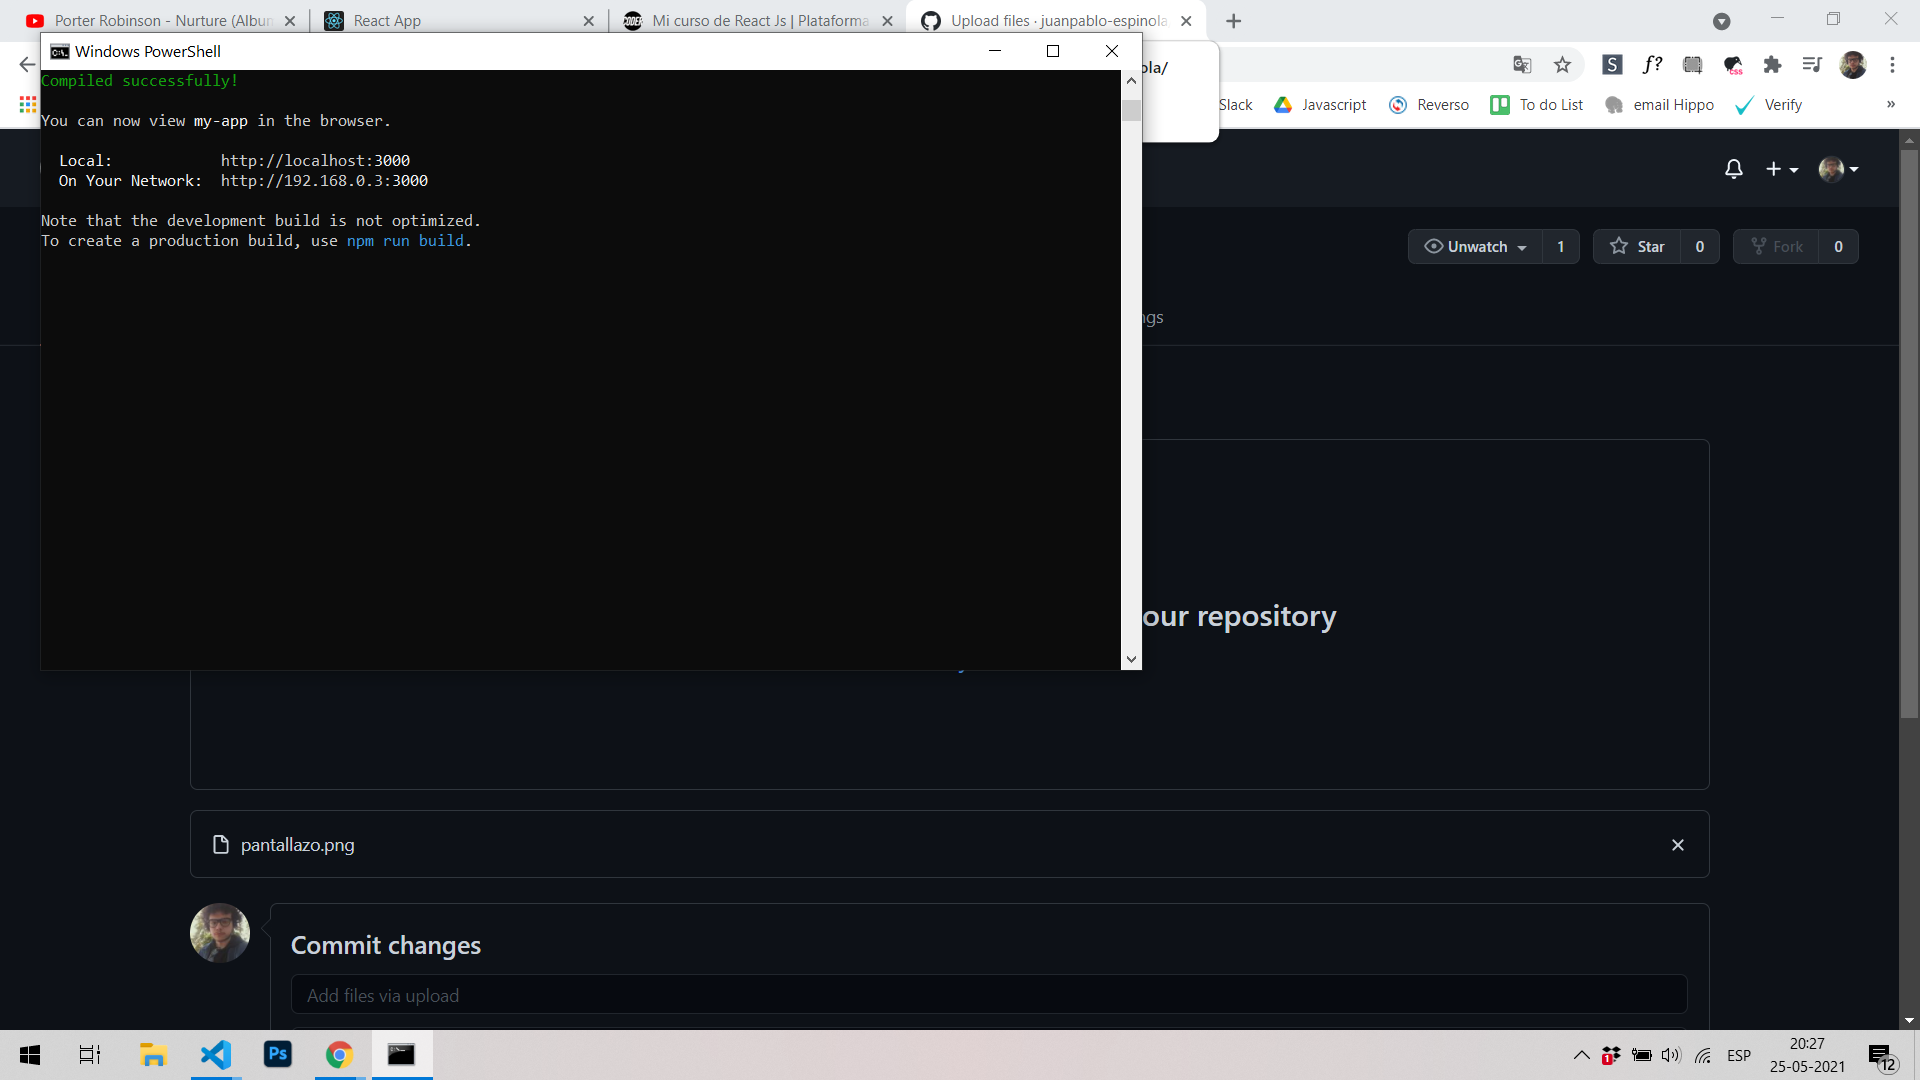 Porter Robinson - Nurture (Albu
React App
Mi curso de React Js | Plataforma
Upload files · juanpablo-espinola
Windows PowerShell
ola/
Slack
Javascript
Reverso
To do List
email Hippo
Verify
»
Compiled successfully!
You can now view my-app in the browser.
Local: http://localhost:3000
On Your Network: http://192.168.0.3:3000
Note that the development build is not optimized.
To create a production build, use npm run build.
Unwatch 1
Star 0
Fork 0
ngs
our repository
pantallazo.png
Commit changes
Add files via upload
ESP
20:27
25-05-2021
12